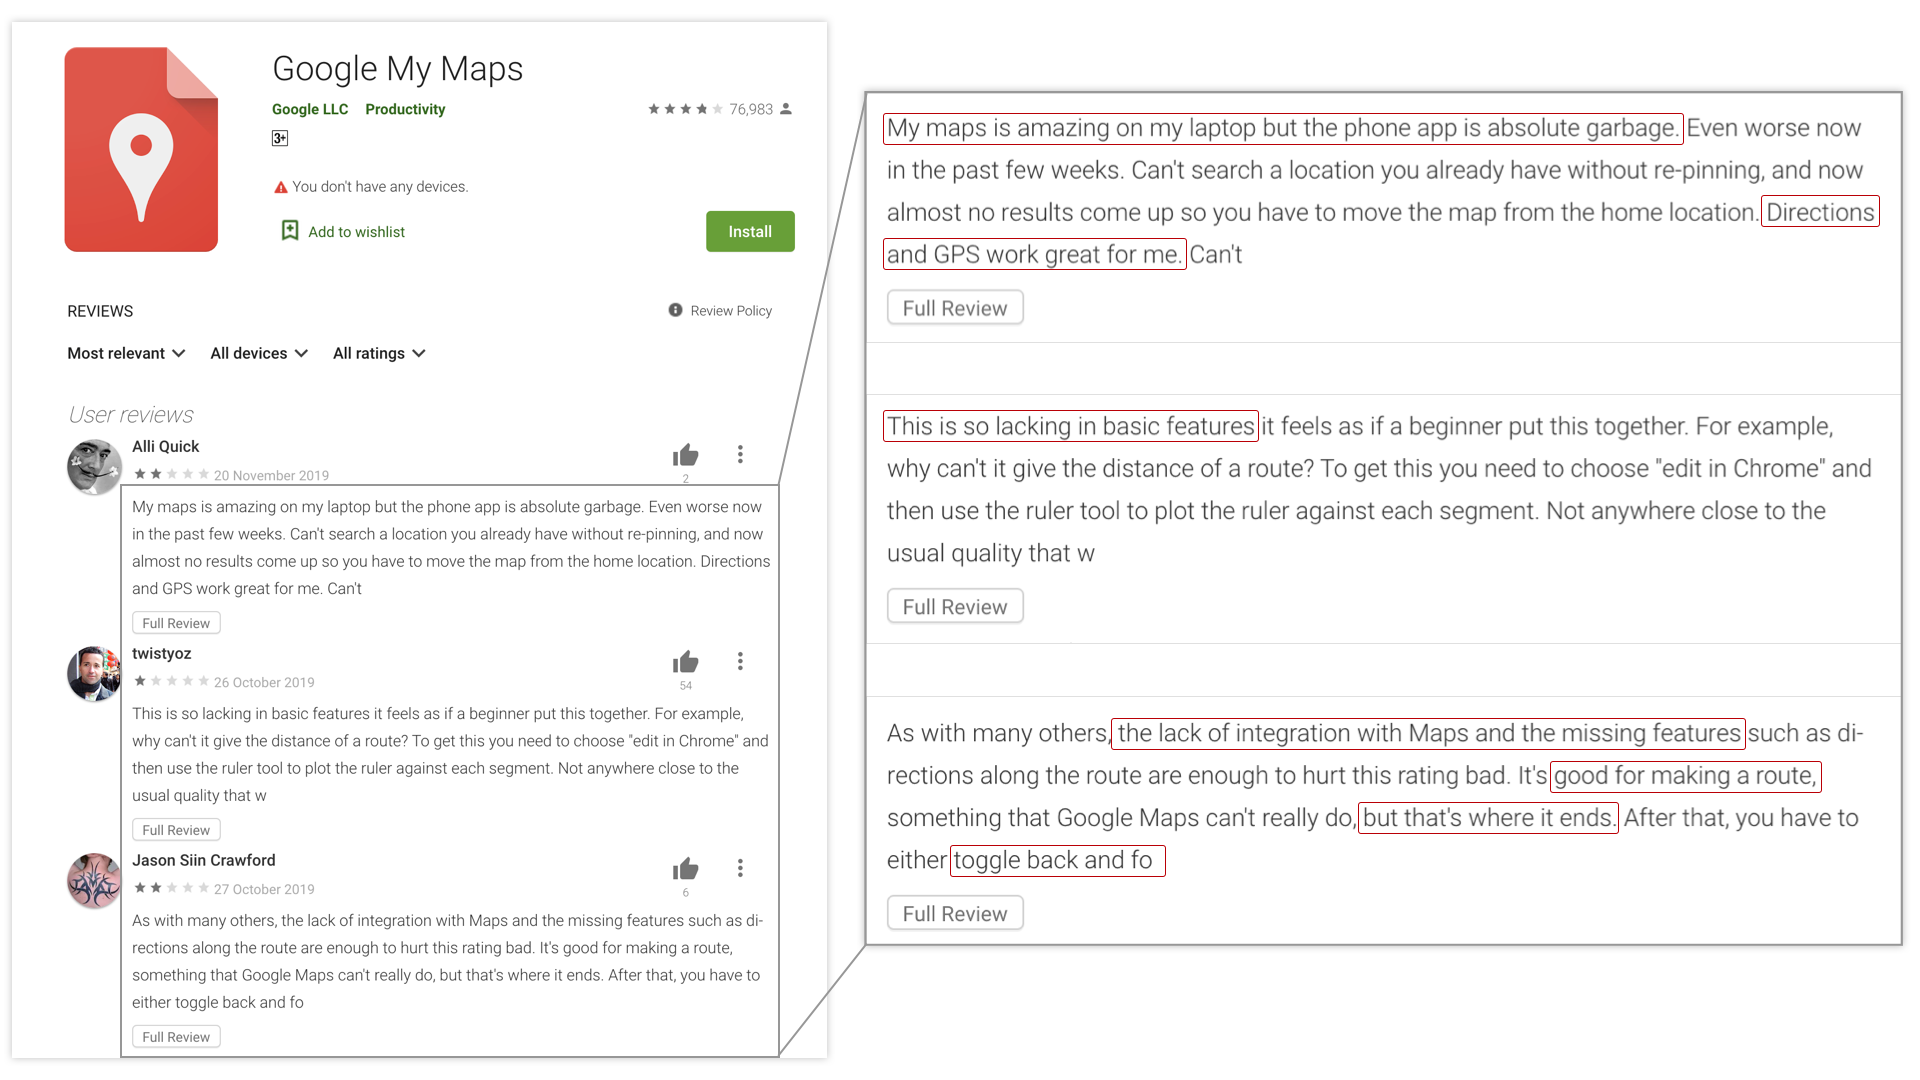 Google My Maps
Google LLC Productivity
76,983
3+
You don't have any devices.
Add to wishlist
Install
REVIEWS
Review Policy
Most relevant All devices All ratings
User reviews
Alli Quick
20 November 2019
2
My maps is amazing on my laptop but the phone app is absolute garbage. Even worse now
in the past few weeks. Can't search a location you already have without re-pinning, and now
almost no results come up so you have to move the map from the home location. Directions
and GPS work great for me. Can't
Full Review
twistyoz
26 October 2019
54
This is so lacking in basic features it feels as if a beginner put this together. For example,
why can't it give the distance of a route? To get this you need to choose "edit in Chrome" and
then use the ruler tool to plot the ruler against each segment. Not anywhere close to the
usual quality that w
Full Review
Jason Siin Crawford
27 October 2019
6
As with many others, the lack of integration with Maps and the missing features such as di-
rections along the route are enough to hurt this rating bad. It's good for making a route,
something that Google Maps can't really do, but that's where it ends. After that, you have to
either toggle back and fo
Full Review
My maps is amazing on my laptop but the phone app is absolute garbage. Even worse now
in the past few weeks. Can't search a location you already have without re-pinning, and now
almost no results come up so you have to move the map from the home location. Directions
and GPS work great for me. Can't
Full Review
This is so lacking in basic features it feels as if a beginner put this together. For example,
why can't it give the distance of a route? To get this you need to choose "edit in Chrome" and
then use the ruler tool to plot the ruler against each segment. Not anywhere close to the
usual quality that w
Full Review
As with many others, the lack of integration with Maps and the missing features such as di-
rections along the route are enough to hurt this rating bad. It's good for making a route,
something that Google Maps can't really do, but that's where it ends. After that, you have to
either toggle back and fo
Full Review